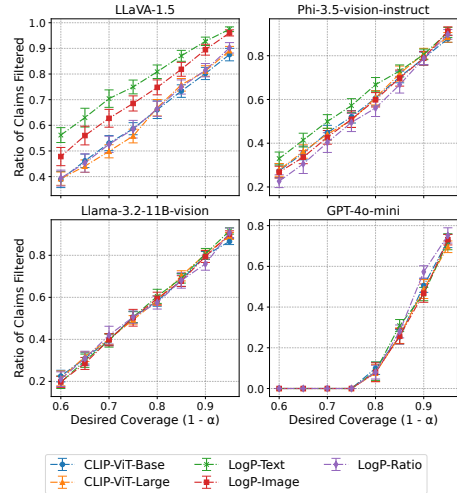 LLaVA-1.5
Phi-3.5-vision-instruct
Ratio of Claims Filtered
1.0
0.9
0.8
0.7
0.6
0.5
0.4
0.8
0.6
0.4
0.2
Llama-3.2-11B-vision
GPT-4o-mini
Ratio of Claims Filtered
0.8
0.6
0.4
0.2
0.6 0.7 0.8 0.9
Desired Coverage (1 - α)
0.8
0.6
0.4
0.2
0.0
0.6 0.7 0.8 0.9
Desired Coverage (1 - α)
CLIP-ViT-Base LogP-Text LogP-Ratio
CLIP-ViT-Large LogP-Image